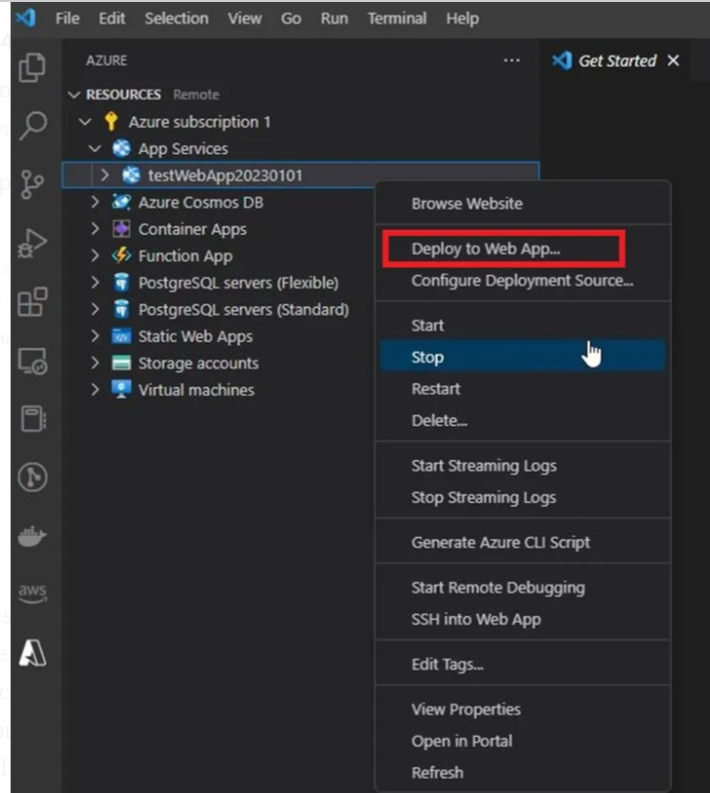 File Edit Selection View Go Run Terminal Help
AZURE ... Get Started
RESOURCES Remote
Azure subscription 1
App Services
testWebApp20230101
Azure Cosmos DB
Container Apps
Function App
PostgreSQL servers (Flexible)
PostgreSQL servers (Standard)
Static Web Apps
Storage accounts
Virtual machines
aws
Browse Website
Deploy to Web App...
Configure Deployment Source...
Start
Stop
Restart
Delete...
Start Streaming Logs
Stop Streaming Logs
Generate Azure CLI Script
Start Remote Debugging
SSH into Web App
Edit Tags...
View Properties
Open in Portal
Refresh